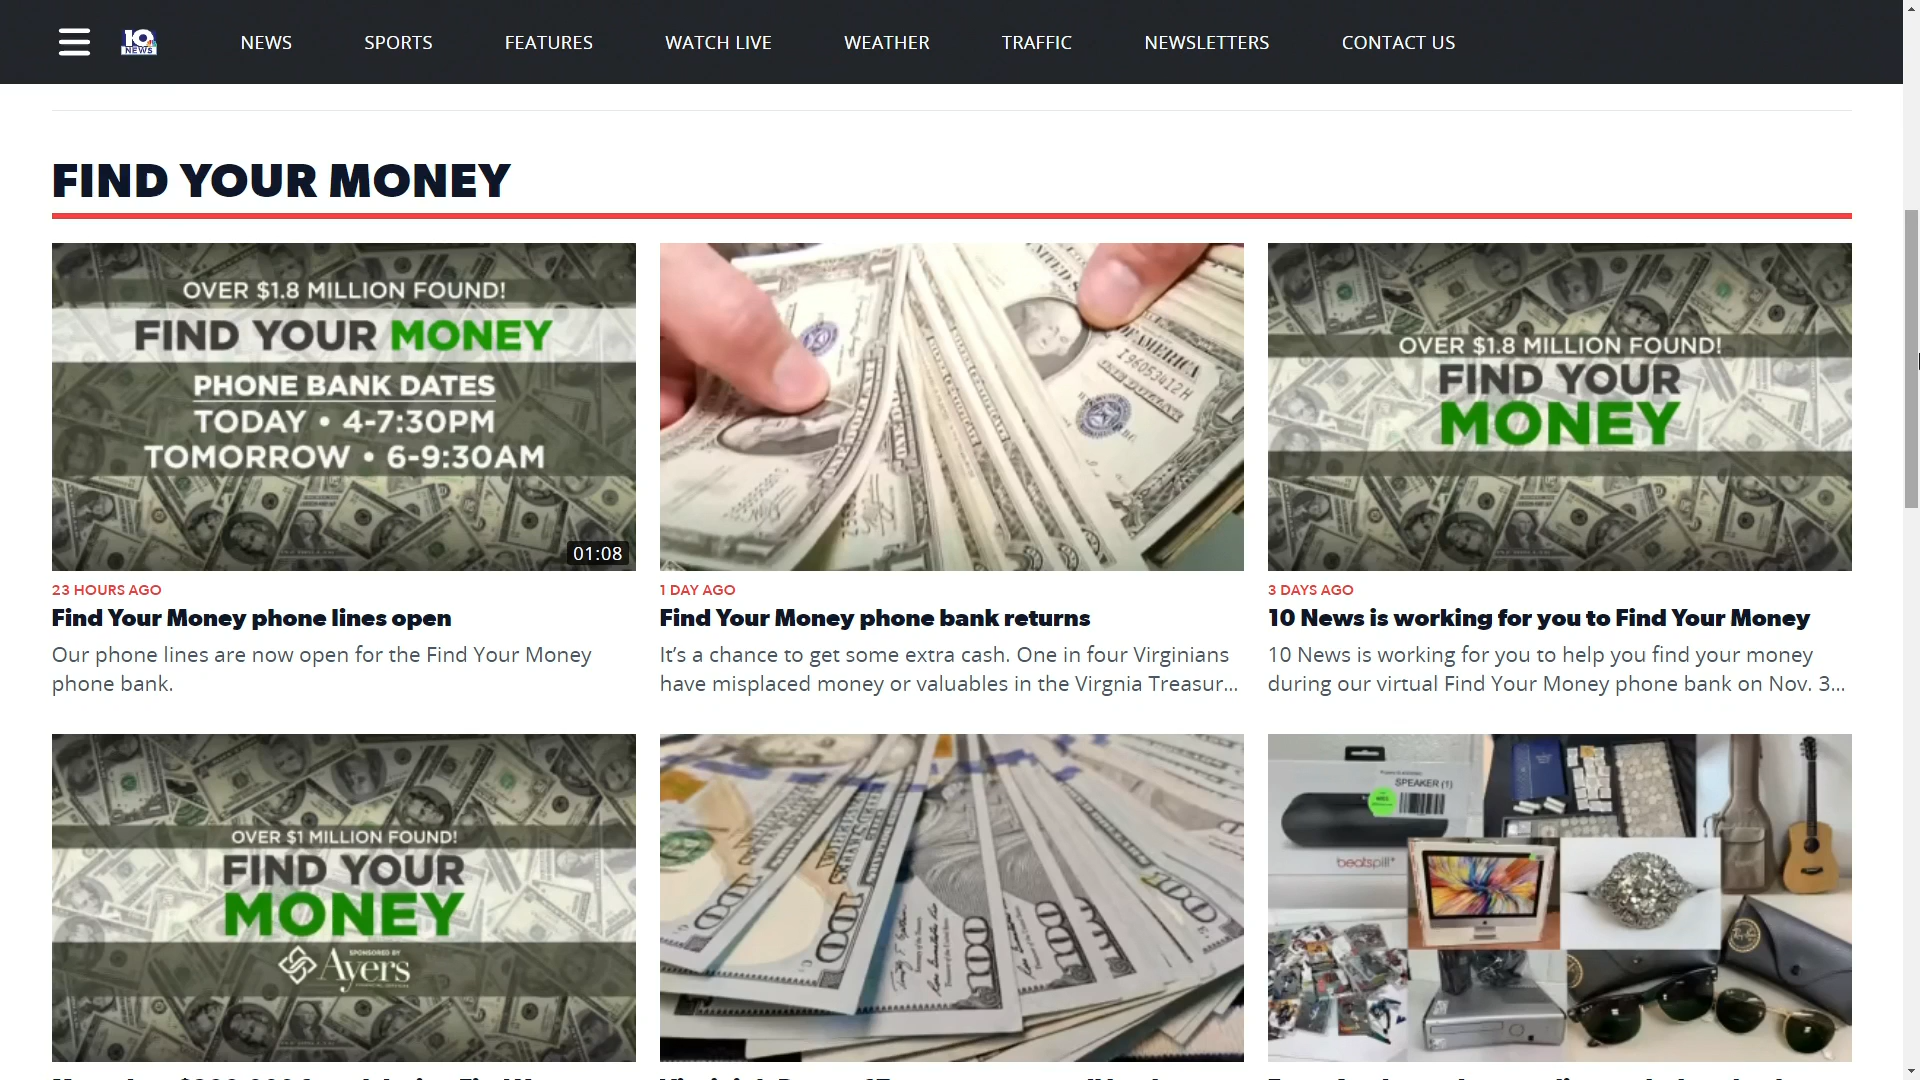 10
NEWS
NEWS
SPORTS
FEATURES
WATCH LIVE
WEATHER
TRAFFIC
NEWSLETTERS
CONTACT US
FIND YOUR MONEY
OVER $1.8 MILLION FOUND!
FIND YOUR MONEY
PHONE BANK DATES
TODAY • 4-7:30PM
TOMORROW • 6-9:30AM
01:08
23 HOURS AGO
Find Your Money phone lines open
Our phone lines are now open for the Find Your Money
phone bank.
AMERICA
1 DAY AGO
Find Your Money phone bank returns
It's a chance to get some extra cash. One in four Virginians
have misplaced money or valuables in the Virgnia Treasur...
OVER $1.8 MILLION FOUND!
FIND YOUR
MONEY
3 DAYS AGO
10 News is working for you to Find Your Money
10 News is working for you to help you find your money
during our virtual Find Your Money phone bank on Nov. 3...
OVER $1 MILLION FOUND!
FIND YOUR
MONEY
SPONSORED BY
Ayers
100
100
100
100
100
SPEAKER (1)
beatspill+